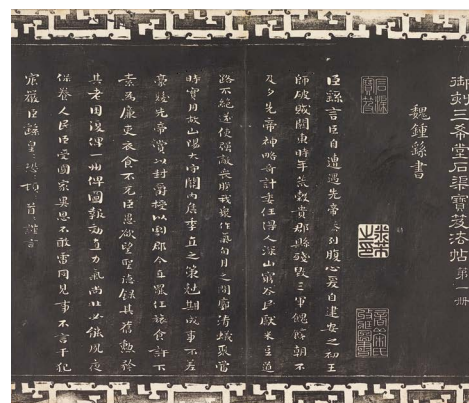 御刻三希堂石渠寶笈法帖 第一冊
魏鍾繇書
石渠寶笈
臣繇言臣自遭遇先帝忝列腹心爰自建安之初王
師破賊關東時年荒穀貴郡縣殘毀三軍餽饟朝不
及夕先帝神略奇計委任得人深山窮谷民獻米豆道
路不絕遂使強敵喪膽我眾作氣旬月之間廓清蟻聚當
時實用故山陽太守關內侯季直之策剋期成事不差
豪髮先帝賞以封爵授以劇郡今直罷任旅食許下
素為廉吏衣食不充臣愚欲望聖德錄其舊勳矜
其老困復俾一州俾圖報效直力氣尚壯必能夙夜
保養人民臣受國家異恩不敢雷同見事不言干犯
宸嚴臣繇皇恐頓首謹言